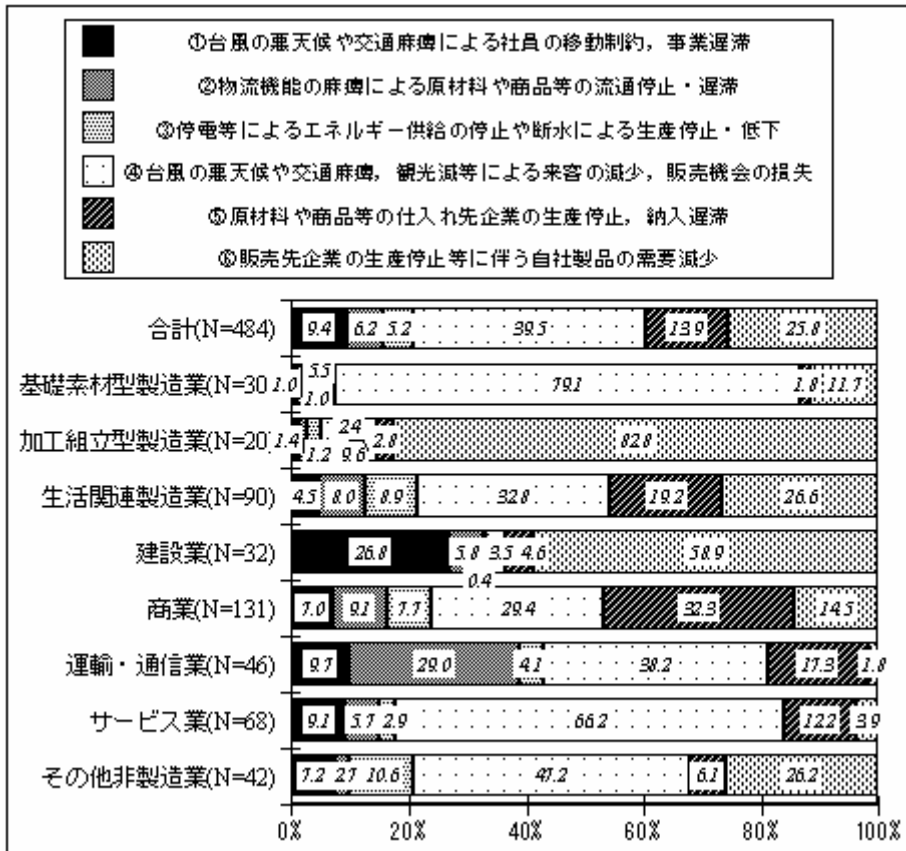 ①台風の悪天候や交通麻痺による社員の移動制約，事業遅滞
②物流機能の麻痺による原材料や商品等の流通停止・遅滞
③停電等によるエネルギー供給の停止や断水による生産停止・低下
④台風の悪天候や交通麻痺，観光減等による来客の減少，販売機会の損失
⑤原材料や商品等の仕入れ先企業の生産停止，納入遅滞
⑥販売先企業の生産停止等に伴う自社製品の需要減少
合計(N=484) 9.4 6.2 5.2 39.5 13.9 25.8
基礎素材型製造業(N=30 1.0 5.5 1.0 79.1 1.8 11.7
加工組立型製造業(N=20) 1.4 1.2 2.4 9.6 2.8 82.8
生活関連製造業(N=90) 4.5 8.0 8.9 32.8 19.2 26.6
建設業(N=32) 26.8 5.8 0.4 3.5 4.6 58.9
商業(N=131) 7.0 9.1 7.7 29.4 32.3 14.5
運輸・通信業(N=46) 9.7 29.0 4.1 38.2 17.3 1.8
サービス業(N=68) 9.1 5.7 2.9 66.2 12.2 3.9
その他非製造業(N=42) 7.2 2.7 10.6 47.2 6.1 26.2
0% 20% 40% 60% 80% 100%